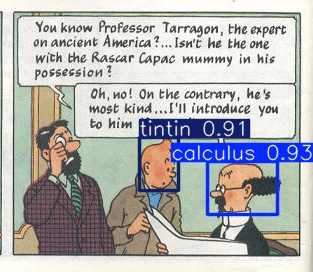 You know Professor Tarragon, the expert
on ancient America?... Isn't he the one
with the Rascar Capac mummy in his
possession?
Oh, no! On the contrary, he's
most kind... I'll introduce you
to him
tintin 0.91
calculus 0.93